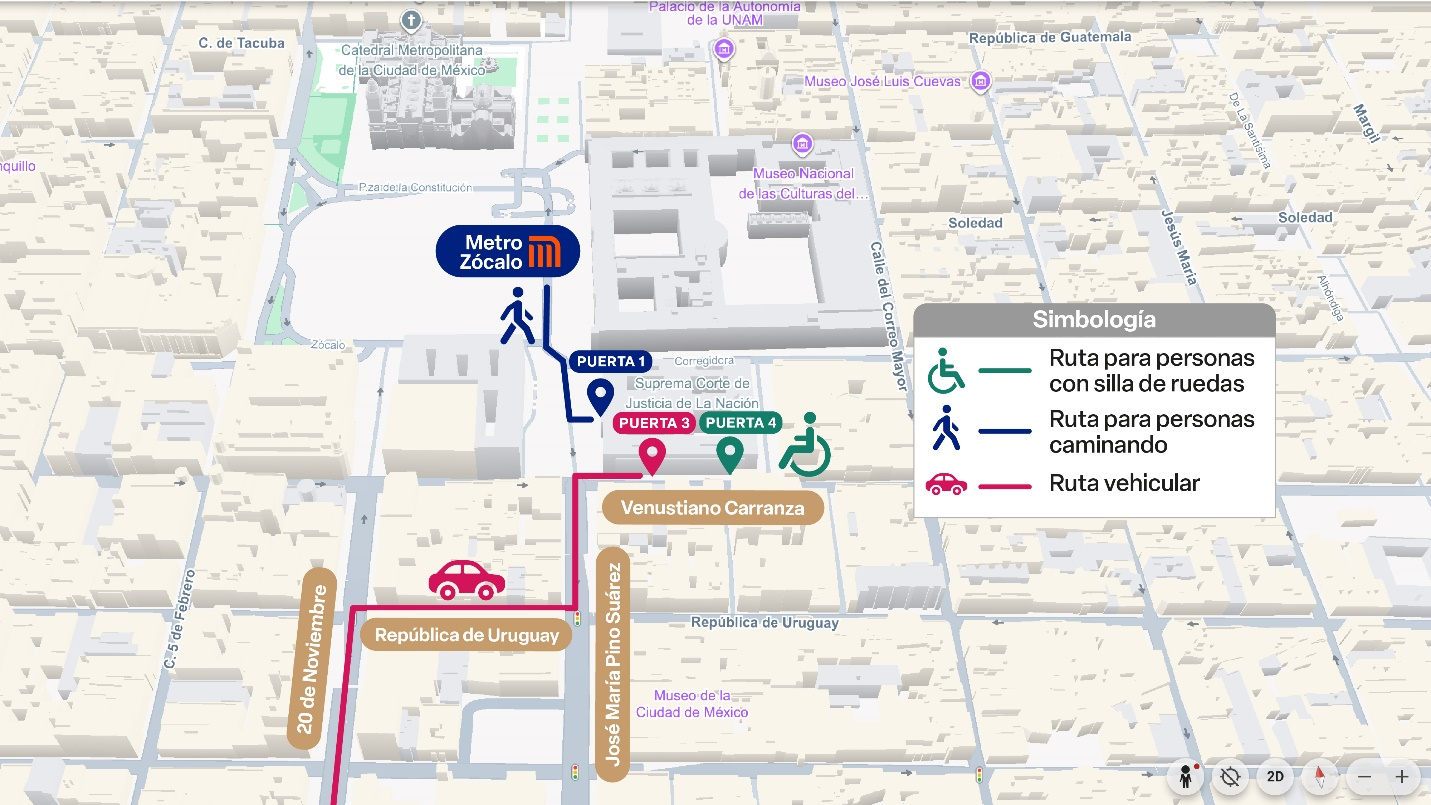 Palacio de la Autonomía
de la UNAM
C. de Tacuba
República de Guatemala
Catedral Metropolitana
de la Ciudad de México
Museo José Luis Cuevas
De La Santísima
Margil
nquillo
Museo Nacional
de las Culturas del...
Pza. de la Constitución
Soledad
Soledad
Jesús María
Metro
Zócalo
Calle del Correo Mayor
Alhóndiga
Zócalo
PUERTA 1
Corregidora
Suprema Corte de
Justicia de La Nación
PUERTA 3
PUERTA 4
Simbología
Ruta para personas
con silla de ruedas
Ruta para personas
caminando
Ruta vehicular
Venustiano Carranza
C. 5 de Febrero
20 de Noviembre
República de Uruguay
José María Pino Suárez
República de Uruguay
Museo de la
Ciudad de México
2D